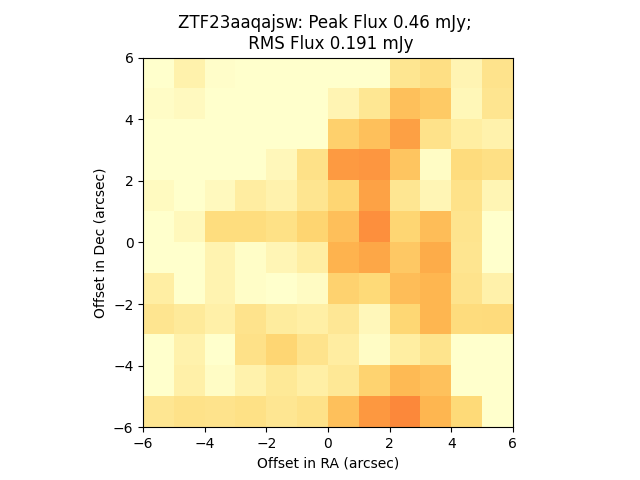 ZTF23aaqajsw: Peak Flux 0.46 mJy;
RMS Flux 0.191 mJy
6
4
2
0
−2
−4
−6
Offset in Dec (arcsec)
−6 −4 −2 0 2 4 6
Offset in RA (arcsec)